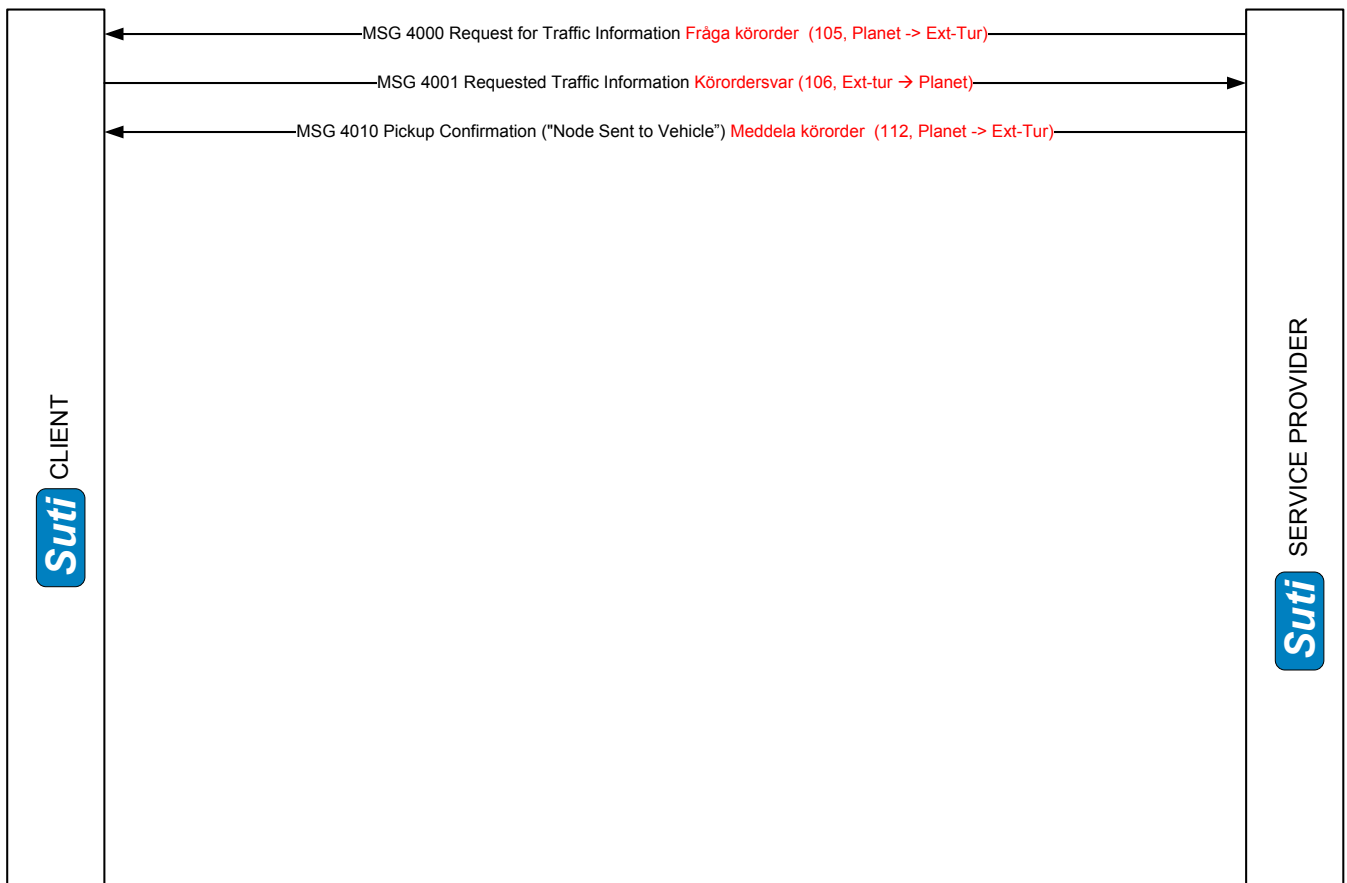 MSG 4000 Request for Traffic Information Fråga körorder (105, Planet -> Ext-Tur)
MSG 4001 Requested Traffic Information Körordersvar (106, Ext-tur → Planet)
MSG 4010 Pickup Confirmation ("Node Sent to Vehicle”) Meddela körorder (112, Planet -> Ext-Tur)
Suti CLIENT
Suti SERVICE PROVIDER